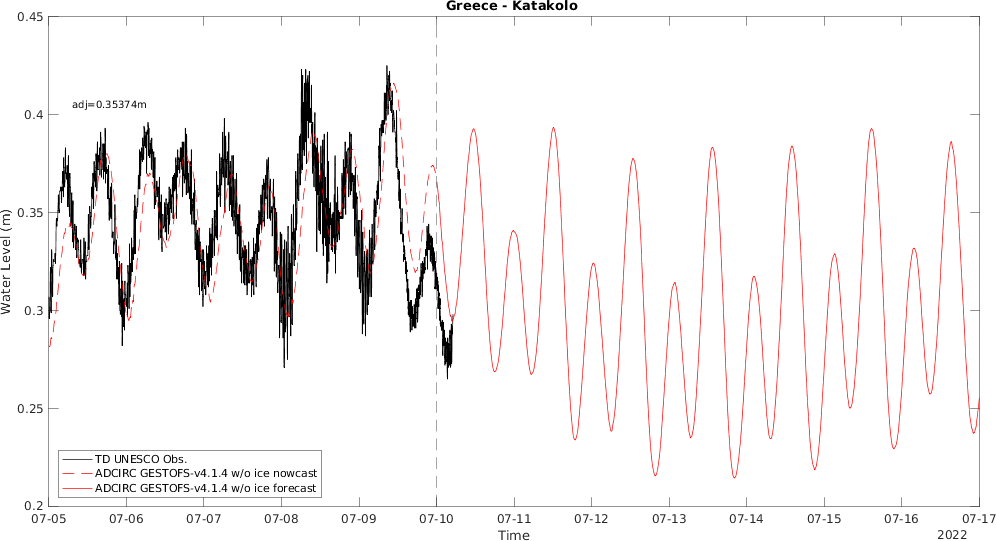 Greece - Katakolo
Water Level (m)
0.45
0.4
0.35
0.3
0.25
0.2
adj=0.35374m
TD UNESCO Obs.
ADCIRC GESTOFS-v4.1.4 w/o ice nowcast
ADCIRC GESTOFS-v4.1.4 w/o ice forecast
07-05 07-06 07-07 07-08 07-09 07-10 07-11 07-12 07-13 07-14 07-15 07-16 07-17
Time
2022